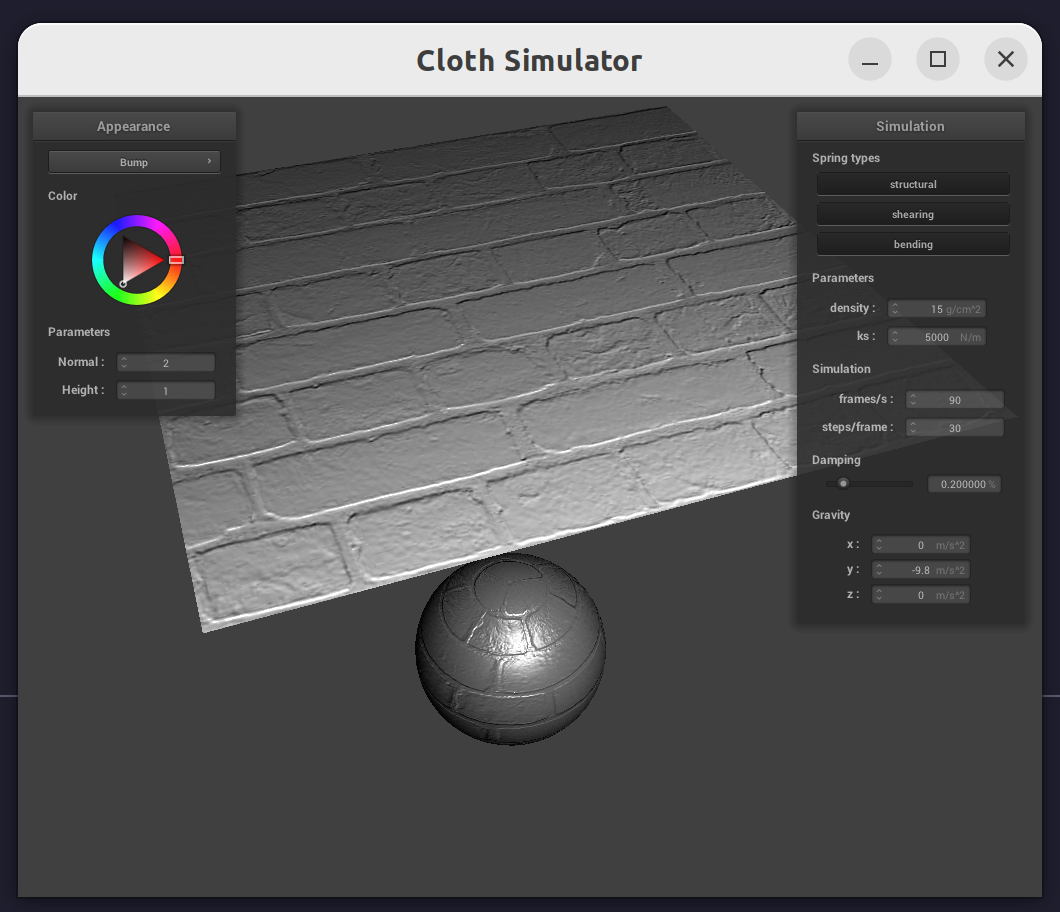 Cloth Simulator
Appearance
Bump
Color
Parameters
Normal : 2
Height : 1
Simulation
Spring types
structural
shearing
bending
Parameters
density : 15 g/cm^2
ks : 5000 N/m
Simulation
frames/s : 90
steps/frame : 30
Damping
0.200000 %
Gravity
x : 0 m/s^2
y : -9.8 m/s^2
z : 0 m/s^2